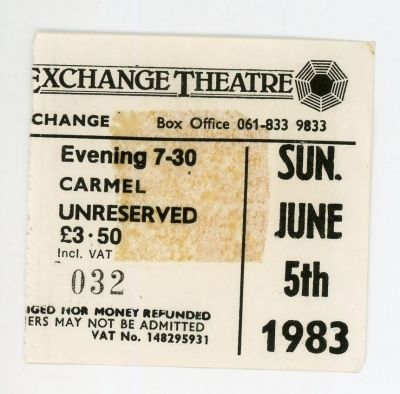 EXCHANGE THEATRE
CHANGE Box Office 061-833 9833
Evening 7-30
CARMEL
UNRESERVED
£3·50
Incl. VAT
032
SUN.
JUNE
5th
1983
NGED NOR MONEY REFUNDED
ERS MAY NOT BE ADMITTED
VAT No. 148295931